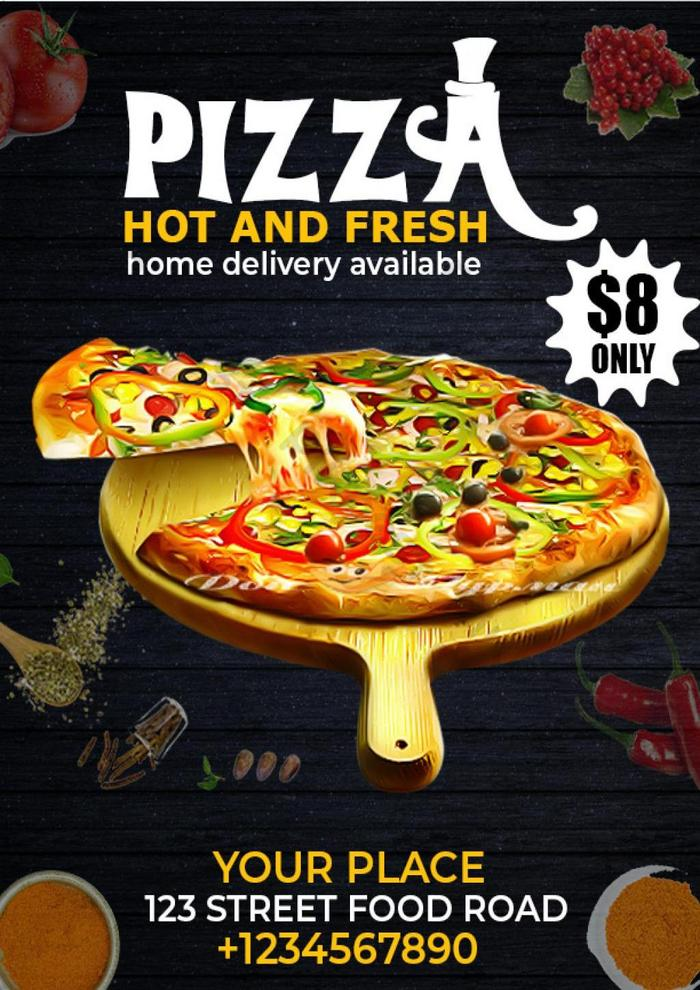 PIZZA
HOT AND FRESH
home delivery available
$8
ONLY
YOUR PLACE
123 STREET FOOD ROAD
+1234567890